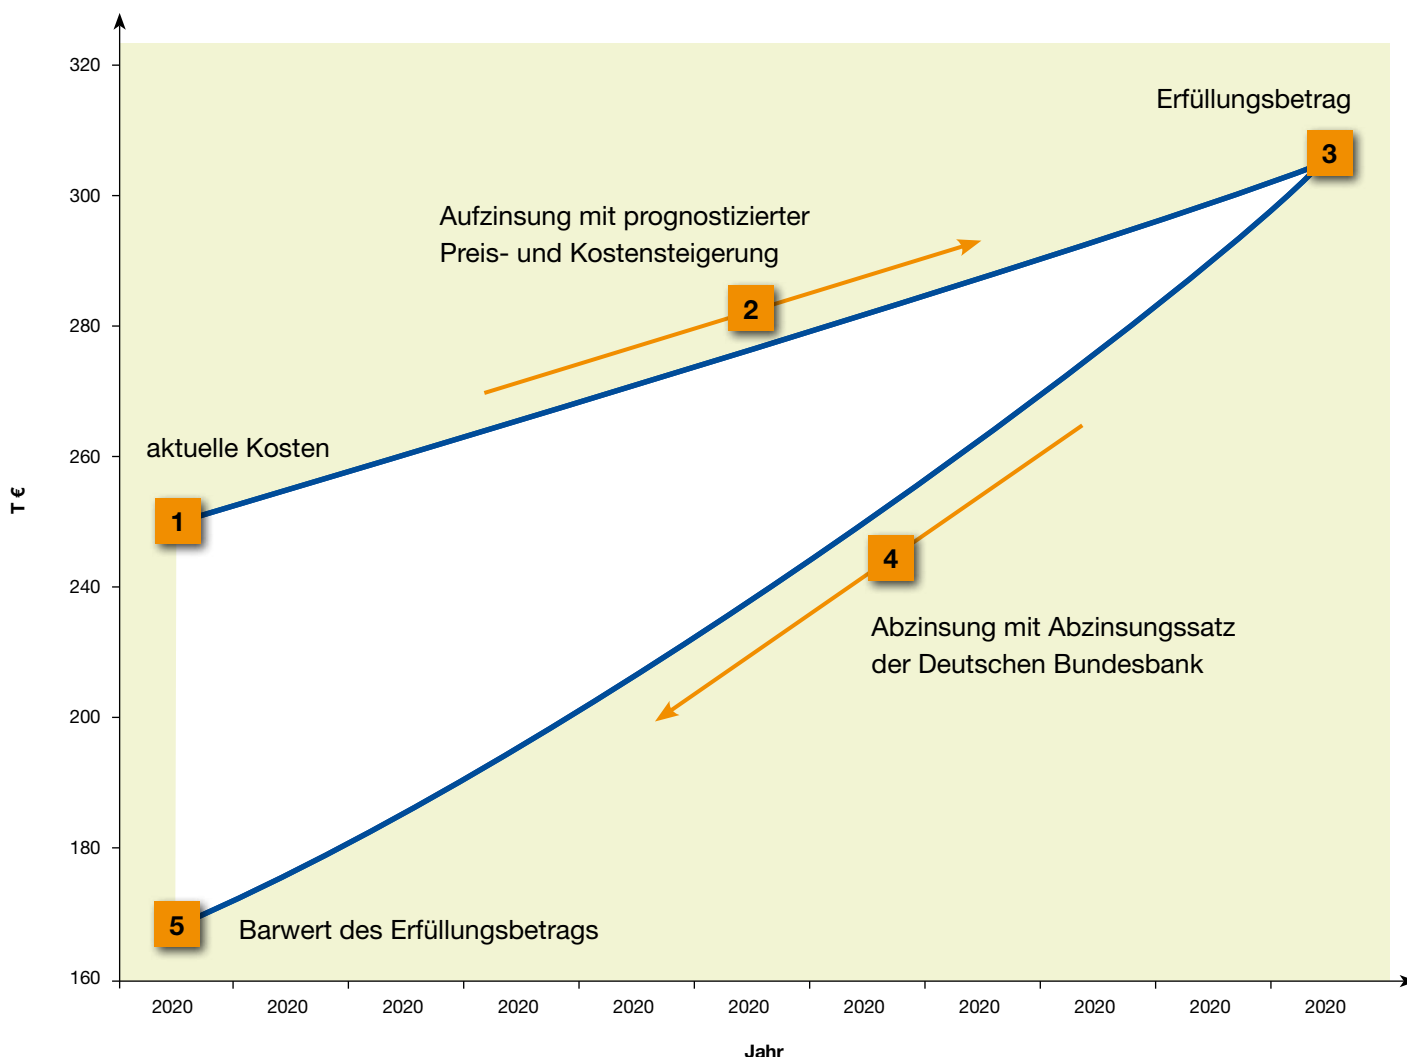 320
Erfüllungsbetrag
3
300
Aufzinsung mit prognostizierter
Preis- und Kostensteigerung
2
280
aktuelle Kosten
260
T €
1
4
240
Abzinsung mit Abzinsungssatz
der Deutschen Bundesbank
220
200
180
5
Barwert des Erfüllungsbetrags
160
2020 2020 2020 2020 2020 2020 2020 2020 2020 2020 2020
Jahr